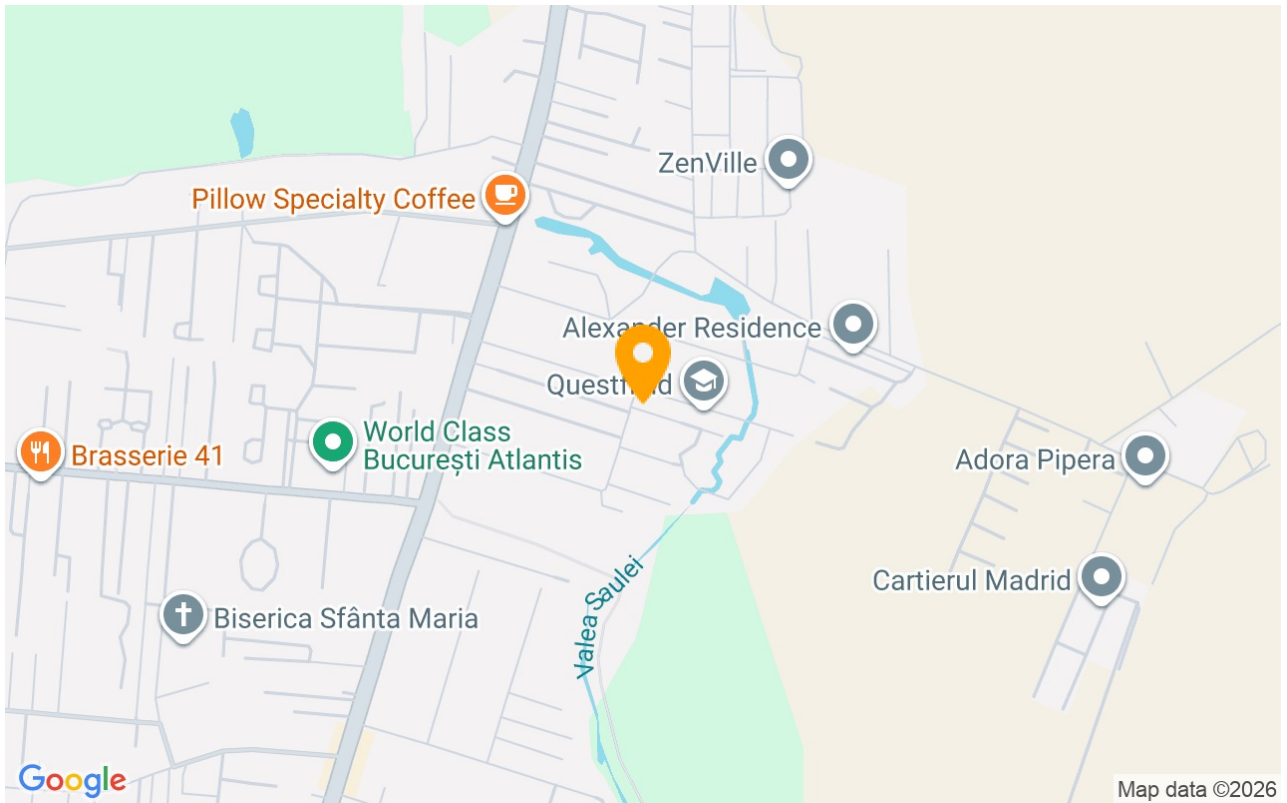 ZenVille
Pillow Specialty Coffee
Alexander Residence
World Class
București Atlantis
Brasserie 41
Adora Pipera
Cartierul Madrid
Valea Saulei
Biserica Sfânta Maria
Google
Map data ©2026